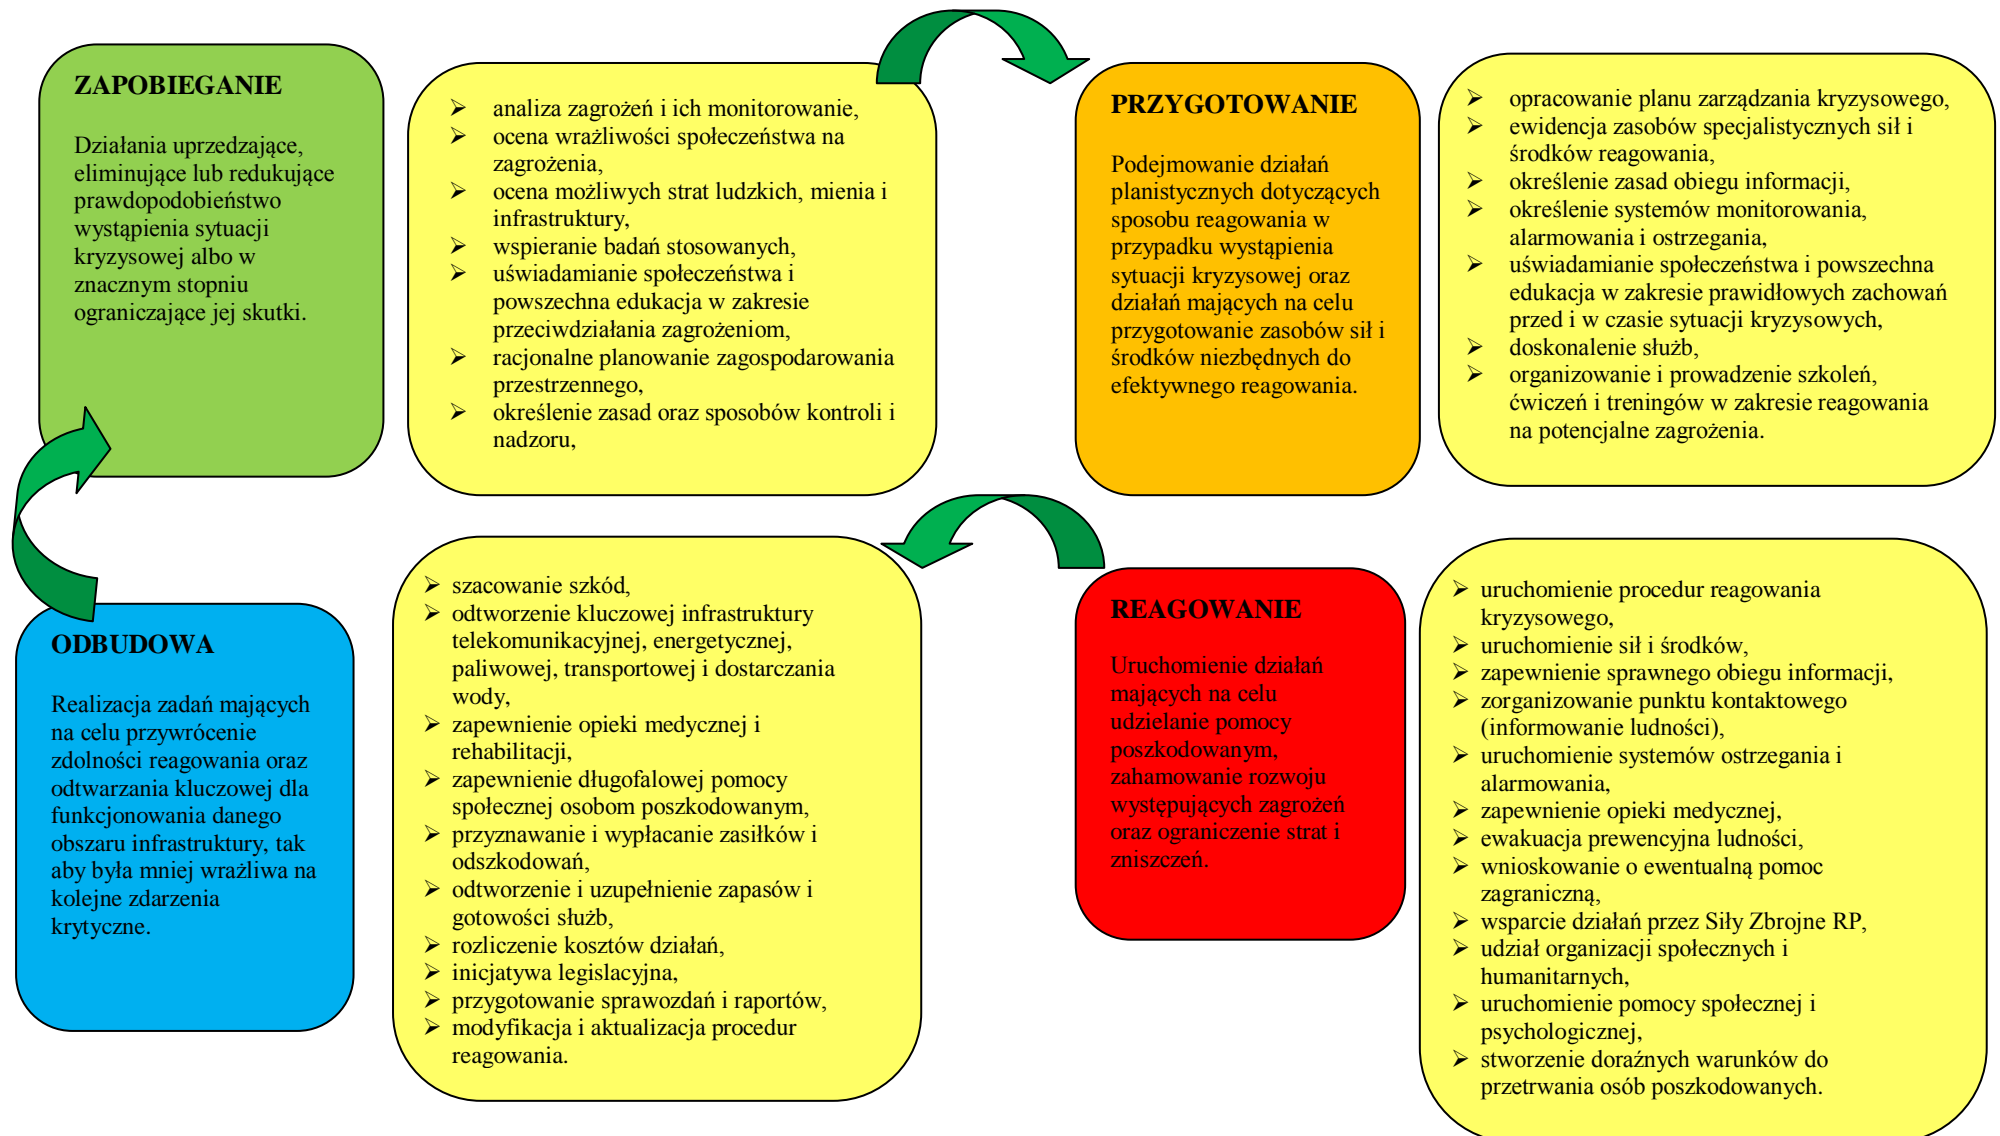 ZAPOBIEGANIE
Działania uprzedzające,
eliminujące lub redukujące
prawdopodobieństwo
wystąpienia sytuacji
kryzysowej albo w
znacznym stopniu
ograniczające jej skutki.
➢ analiza zagrożeń i ich monitorowanie,
➢ ocena wrażliwości społeczeństwa na
zagrożenia,
➢ ocena możliwych strat ludzkich, mienia i
infrastruktury,
➢ wspieranie badań stosowanych,
➢ uświadamianie społeczeństwa i
powszechna edukacja w zakresie
przeciwdziałania zagrożeniom,
➢ racjonalne planowanie zagospodarowania
przestrzennego,
➢ określenie zasad oraz sposobów kontroli i
nadzoru,
PRZYGOTOWANIE
Podejmowanie działań
planistycznych dotyczących
sposobu reagowania w
przypadku wystąpienia
sytuacji kryzysowej oraz
działań mających na celu
przygotowanie zasobów sił i
środków niezbędnych do
efektywnego reagowania.
➢ opracowanie planu zarządzania kryzysowego,
➢ ewidencja zasobów specjalistycznych sił i
środków reagowania,
➢ określenie zasad obiegu informacji,
➢ określenie systemów monitorowania,
alarmowania i ostrzegania,
➢ uświadamianie społeczeństwa i powszechna
edukacja w zakresie prawidłowych zachowań
przed i w czasie sytuacji kryzysowych,
➢ doskonalenie służb,
➢ organizowanie i prowadzenie szkoleń,
ćwiczeń i treningów w zakresie reagowania
na potencjalne zagrożenia.
ODBUDOWA
Realizacja zadań mających
na celu przywrócenie
zdolności reagowania oraz
odtwarzania kluczowej dla
funkcjonowania danego
obszaru infrastruktury, tak
aby była mniej wrażliwa na
kolejne zdarzenia
krytyczne.
➢ szacowanie szkód,
➢ odtworzenie kluczowej infrastruktury
telekomunikacyjnej, energetycznej,
paliwowej, transportowej i dostarczania
wody,
➢ zapewnienie opieki medycznej i
rehabilitacji,
➢ zapewnienie długofalowej pomocy
społecznej osobom poszkodowanym,
➢ przyznawanie i wypłacanie zasiłków i
odszkodowań,
➢ odtworzenie i uzupełnienie zapasów i
gotowości służb,
➢ rozliczenie kosztów działań,
➢ inicjatywa legislacyjna,
➢ przygotowanie sprawozdań i raportów,
➢ modyfikacja i aktualizacja procedur
reagowania.
REAGOWANIE
Uruchomienie działań
mających na celu
udzielanie pomocy
poszkodowanym,
zahamowanie rozwoju
występujących zagrożeń
oraz ograniczenie strat i
zniszczeń.
➢ uruchomienie procedur reagowania
kryzysowego,
➢ uruchomienie sił i środków,
➢ zapewnienie sprawnego obiegu informacji,
➢ zorganizowanie punktu kontaktowego
(informowanie ludności),
➢ uruchomienie systemów ostrzegania i
alarmowania,
➢ zapewnienie opieki medycznej,
➢ ewakuacja prewencyjna ludności,
➢ wnioskowanie o ewentualną pomoc
zagraniczną,
➢ wsparcie działań przez Siły Zbrojne RP,
➢ udział organizacji społecznych i
humanitarnych,
➢ uruchomienie pomocy społecznej i
psychologicznej,
➢ stworzenie doraźnych warunków do
przetrwania osób poszkodowanych.